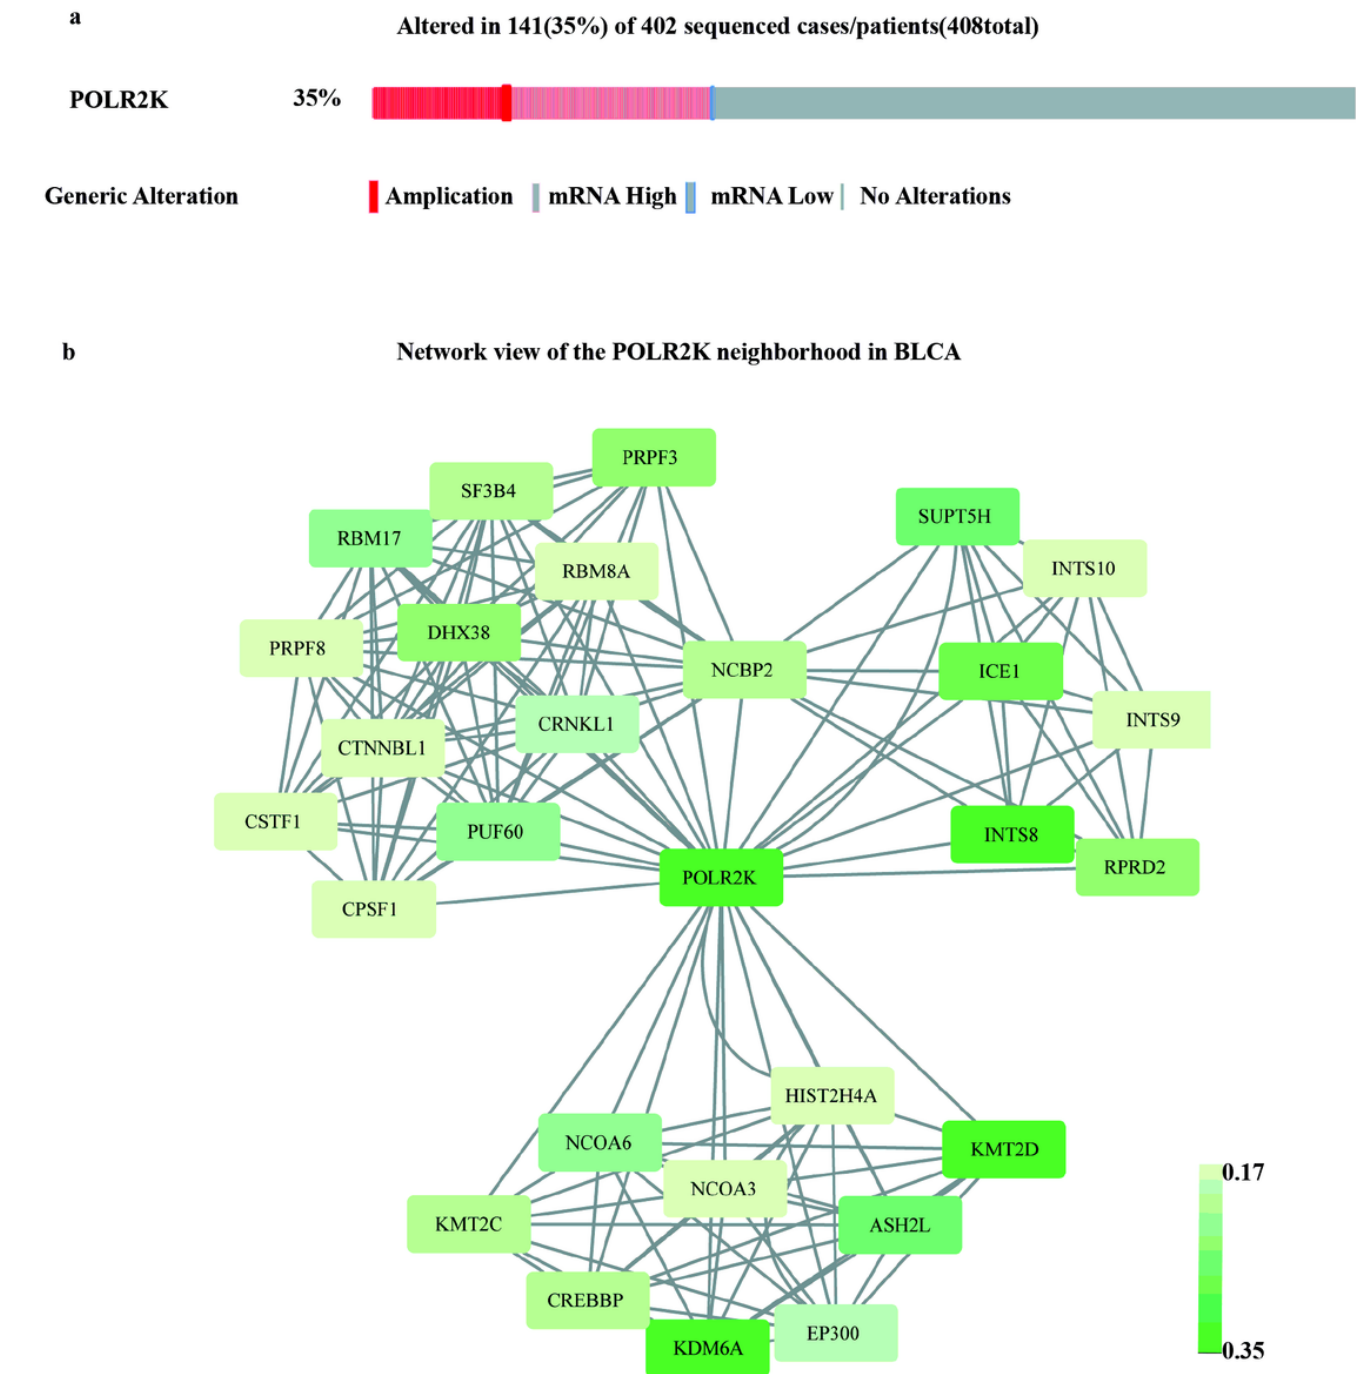 a
Altered in 141(35%) of 402 sequenced cases/patients(408total)
POLR2K 35%
Generic Alteration Amplication mRNA High mRNA Low No Alterations
b
Network view of the POLR2K neighborhood in BLCA
PRPF3
SF3B4
SUPT5H
RBM17
RBM8A
INTS10
DHX38
PRPF8
NCBP2
ICE1
CRNKL1
INTS9
CTNNBL1
CSTF1
PUF60
INTS8
RPRD2
POLR2K
CPSF1
HIST2H4A
NCOA6
KMT2D
NCOA3
0.17
KMT2C
ASH2L
CREBBP
EP300
KDM6A
0.35